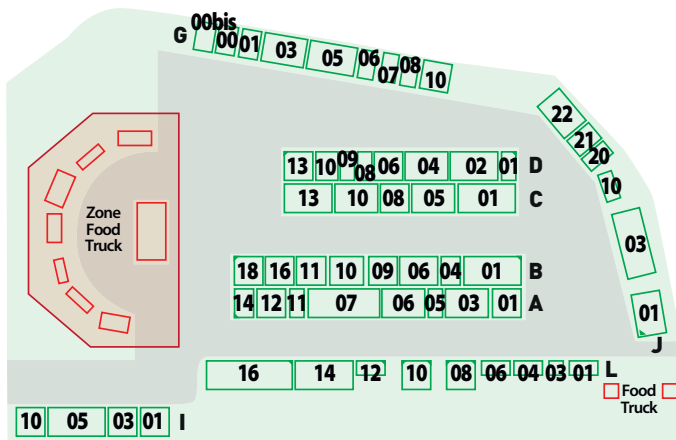 00bis
G 00 01 03 05 06 07 08 10
22
21
20
10
03
01
J
13 10 09 08 06 04 02 01 D
13 10 08 05 01 C
Zone
Food
Truck
18 16 11 10 09 06 04 01 B
14 12 11 07 06 05 03 01 A
16 14 12 10 08 06 04 03 01 L
Food
Truck
10 05 03 01 I